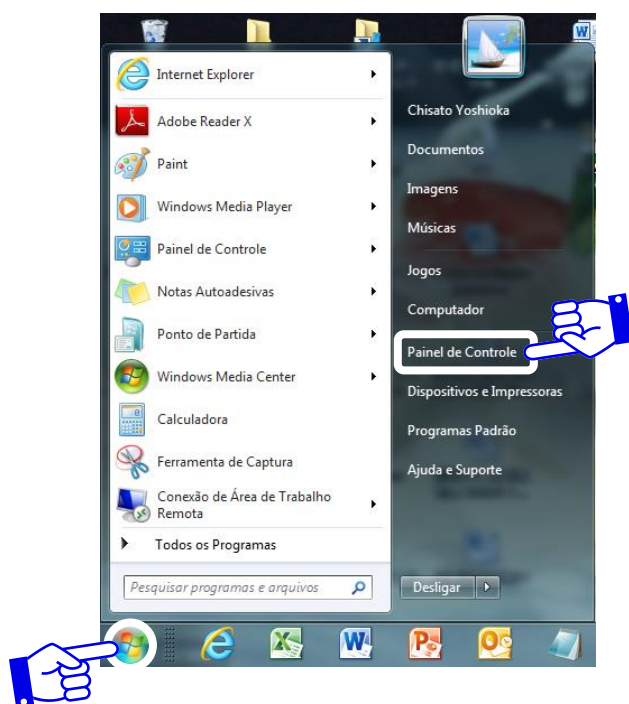 Internet Explorer
Adobe Reader X
Paint
Windows Media Player
Painel de Controle
Notas Autoadesivas
Ponto de Partida
Windows Media Center
Calculadora
Ferramenta de Captura
Conexão de Área de Trabalho
Remota
Todos os Programas
Pesquisar programas e arquivos
Chisato Yoshioka
Documentos
Imagens
Músicas
Jogos
Computador
Painel de Controle
Dispositivos e Impressoras
Programas Padrão
Ajuda e Suporte
Desligar